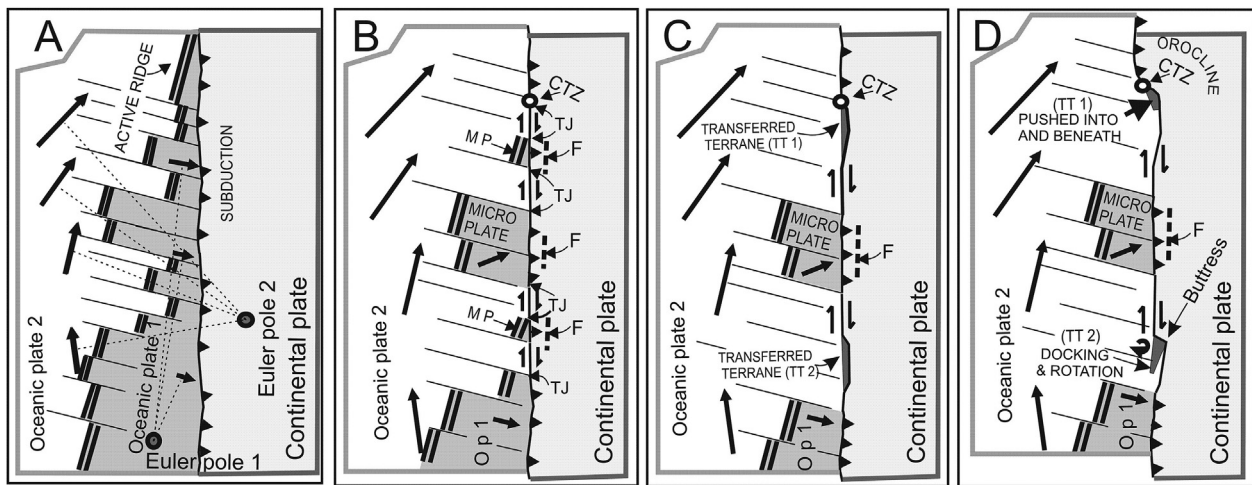 A
ACTIVE RIDGE
SUBDUCTION
Oceanic plate 2
Oceanic plate 1
Euler pole 1
Euler pole 2
Continental plate
B
CTZ
TJ
M P
F
TJ
MICRO
PLATE
F
TJ
M P
F
TJ
O p 1
Oceanic plate 2
Continental plate
C
CTZ
TRANSFERRED
TERRANE (TT 1)
MICRO
PLATE
F
TRANSFERRED
TERRANE (TT 2)
O p 1
Oceanic plate 2
Continental plate
D
OROCLINE
CTZ
(TT 1)
PUSHED INTO
AND BENEATH
MICRO
PLATE
F
Buttress
(TT 2)
DOCKING
& ROTATION
O p 1
Oceanic plate 2
Continental plate